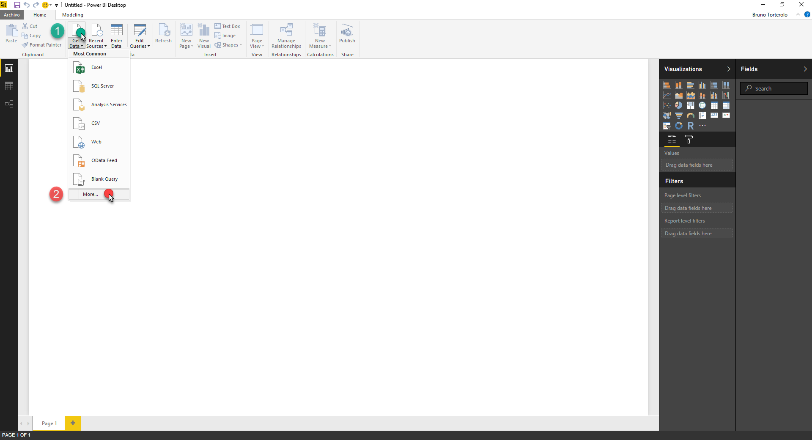 Untitled - Power BI Desktop
Archivo Home Modeling Bruno Tortarolo
1
Paste Cut Copy Format Painter
Get Data Recent Sources Enter Data Edit Queries Refresh
New Page New Visual Text Box Image Shapes
Page View Manage Relationships New Measure Publish
Clipboard Insert View Relationships Calculations Share
Most Common
Excel
SQL Server
Analysis Services
CSV
Web
OData Feed
Blank Query
2 More...
Visualizations
Fields
Search
R
Values
Drag data fields here
Filters
Page level filters
Drag data fields here
Report level filters
Drag data fields here
Page 1
PAGE 1 OF 1